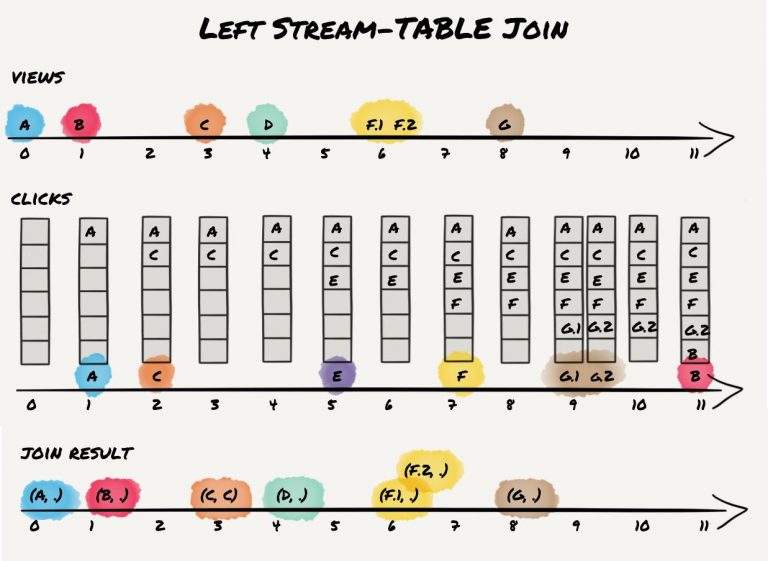 LEFT STREAM-TABLE JOIN
VIEWS
A B C D F.1 F.2 G
0 1 2 3 4 5 6 7 8 9 10 11
CLICKS
A A A A A A A A A A A A
C C C C C C C C C C C
E E E E E E E E
F F F F F F
G.1 G.2 G.2 G.2
B
A C E F G.1 G.2 B
0 1 2 3 4 5 6 7 8 9 10 11
JOIN RESULT
(F.2, .)
(A, .) (B, .) (C, C) (D, .) (F.1, .) (G, .)
0 1 2 3 4 5 6 7 8 9 10 11